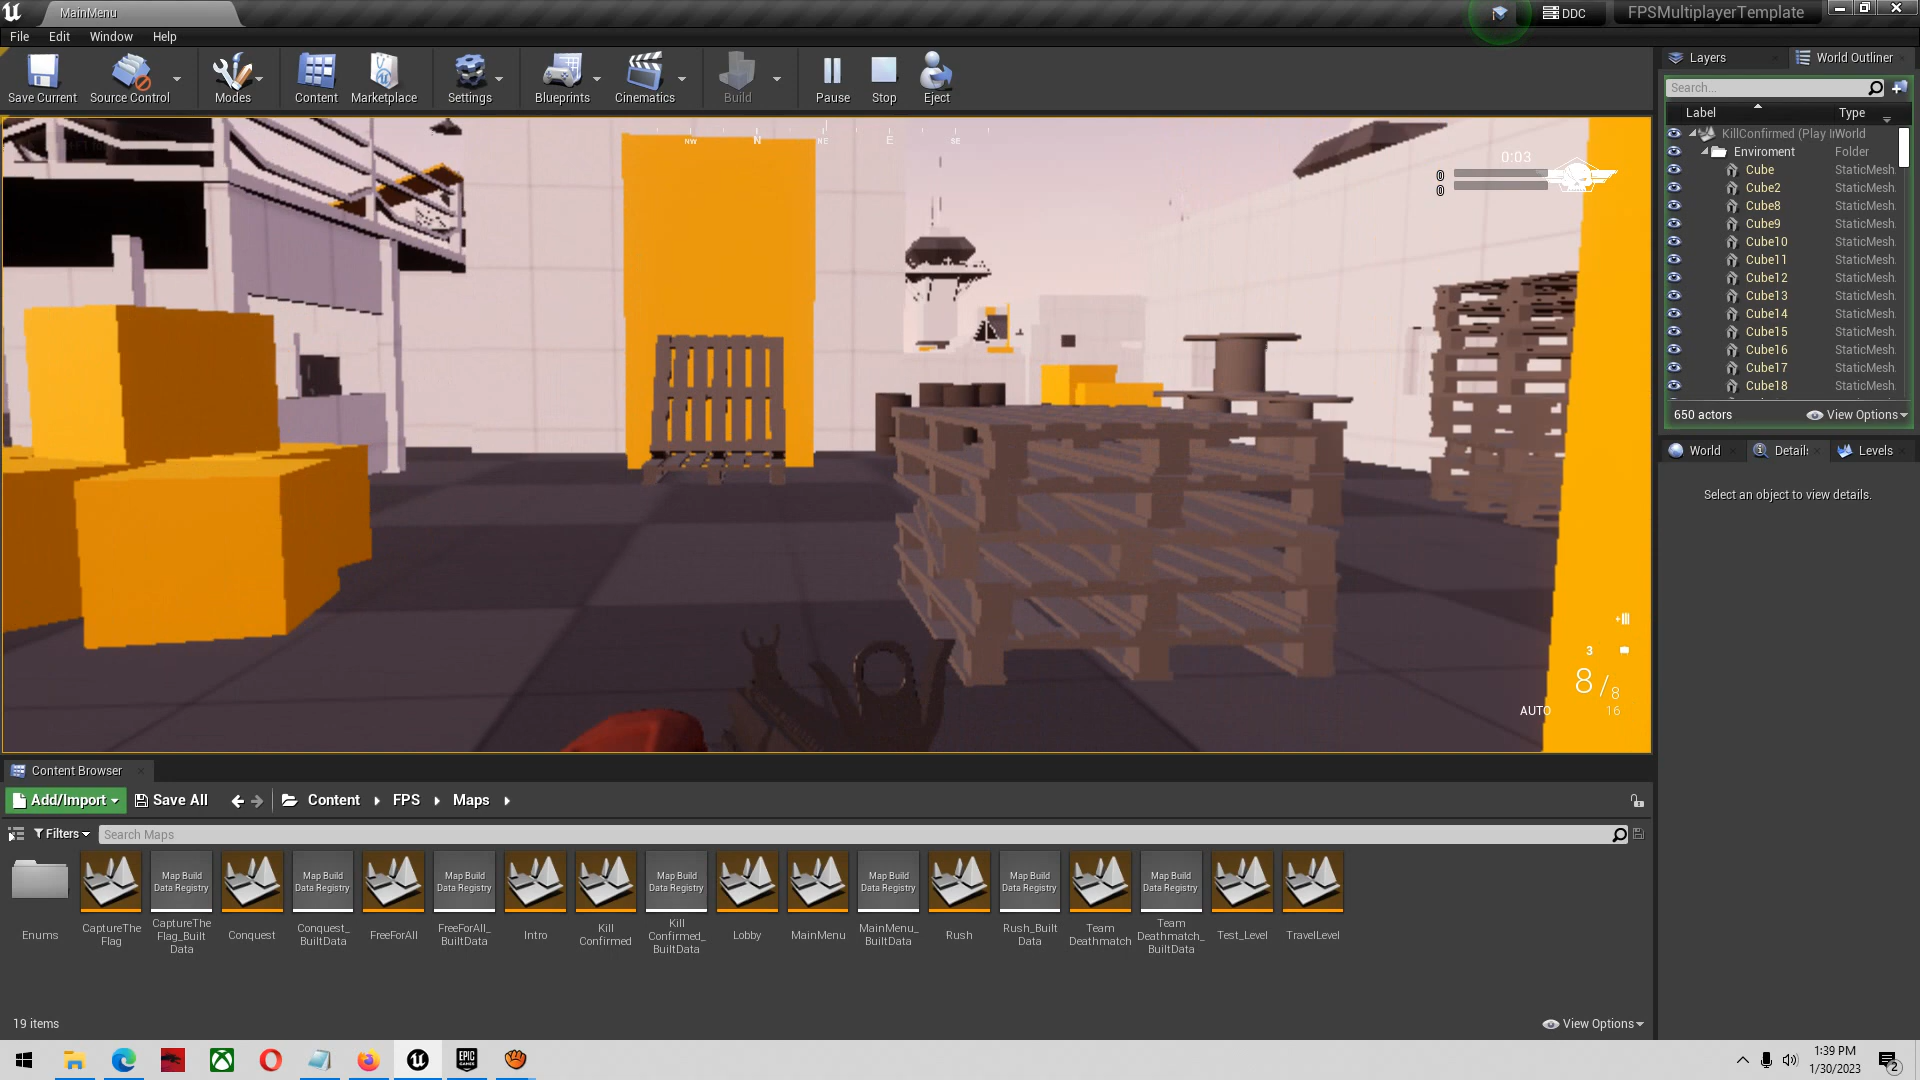 MainMenu
DDC
FPSMultiplayerTemplate
File Edit Window Help
Save Current
Source Control
Modes
Content
Marketplace
Settings
Blueprints
Cinematics
Build
Pause
Stop
Eject
NW N NE E SE
0:03
0
0
3
8 / 8
AUTO 16
Layers
World Outliner
Search...
Label Type
KillConfirmed (Play In World
Enviroment Folder
Cube StaticMesh
Cube2 StaticMesh
Cube8 StaticMesh
Cube9 StaticMesh
Cube10 StaticMesh
Cube11 StaticMesh
Cube12 StaticMesh
Cube13 StaticMesh
Cube14 StaticMesh
Cube15 StaticMesh
Cube16 StaticMesh
Cube17 StaticMesh
Cube18 StaticMesh
650 actors
View Options
World
Details
Levels
Select an object to view details.
Content Browser
Add/Import
Save All
Content FPS Maps
Filters
Search Maps
Map Build
Data Registry
Map Build
Data Registry
Map Build
Data Registry
Map Build
Data Registry
Map Build
Data Registry
Map Build
Data Registry
Map Build
Data Registry
Enums
CaptureThe
Flag
CaptureThe
Flag_Built
Data
Conquest
Conquest_
BuiltData
FreeForAll
FreeForAll_
BuiltData
Intro
Kill
Confirmed
Kill
Confirmed_
BuiltData
Lobby
MainMenu
MainMenu_
BuiltData
Rush
Rush_Built
Data
Team
Deathmatch
Team
Deathmatch_
BuiltData
Test_Level
TravelLevel
19 items
View Options
EPIC
GAMES
1:39 PM
1/30/2023
2